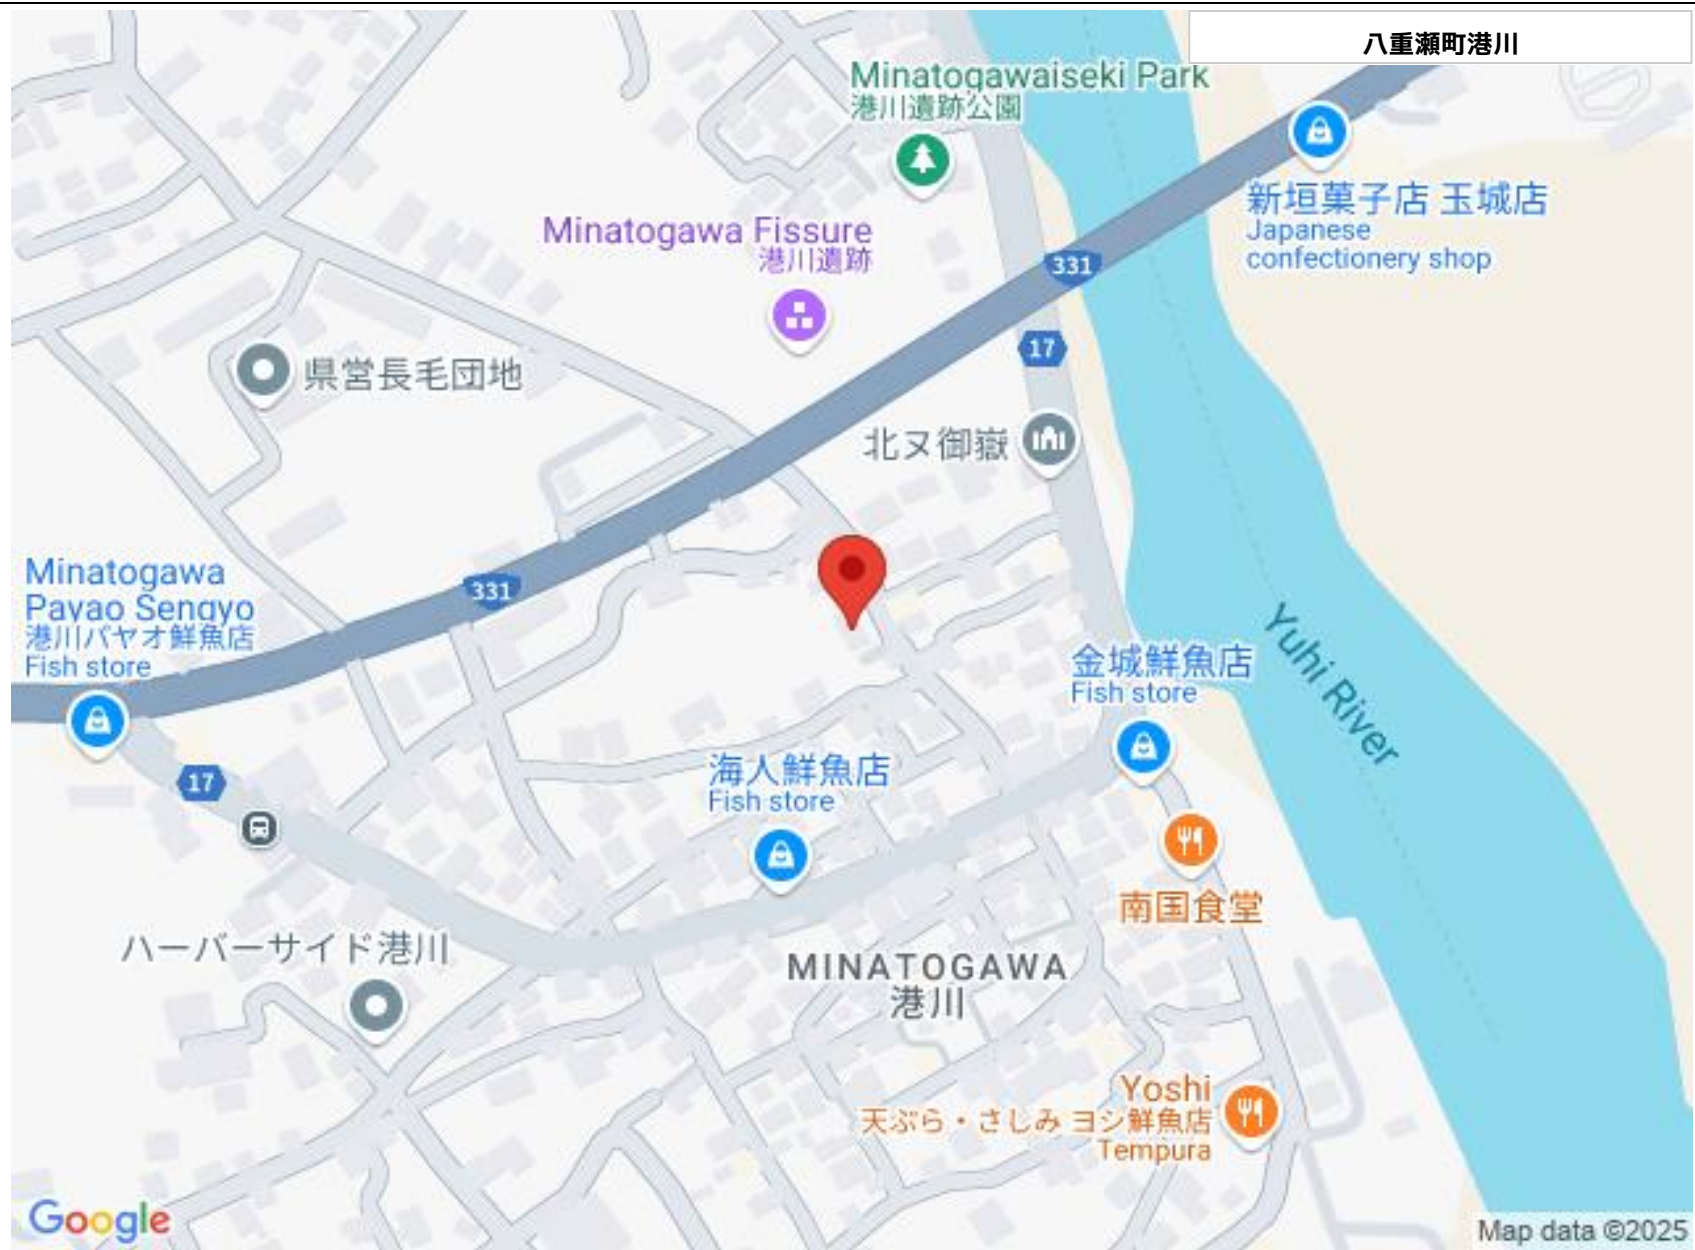 八重瀬町港川
Minatogawaiseki Park
港川遺跡公園
新垣菓子店 玉城店
Japanese
confectionery shop
Minatogawa Fissure
港川遺跡
331
17
県営長毛団地
北ヌ御嶽
Minatogawa
Payao Sengyo
港川パヤオ鮮魚店
Fish store
331
Yuhi River
金城鮮魚店
Fish store
17
海人鮮魚店
Fish store
南国食堂
ハーバーサイド港川
MINATOGAWA
港川
Yoshi
天ぷら・さしみ ヨシ鮮魚店
Tempura
Google
Map data ©2025